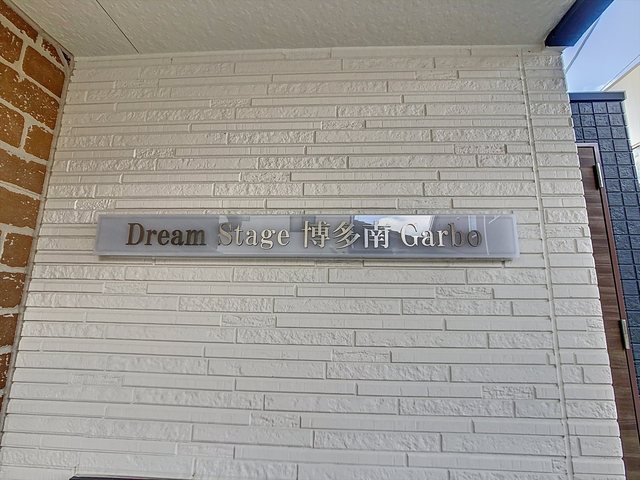 Dream Stage 博多南 Garbo